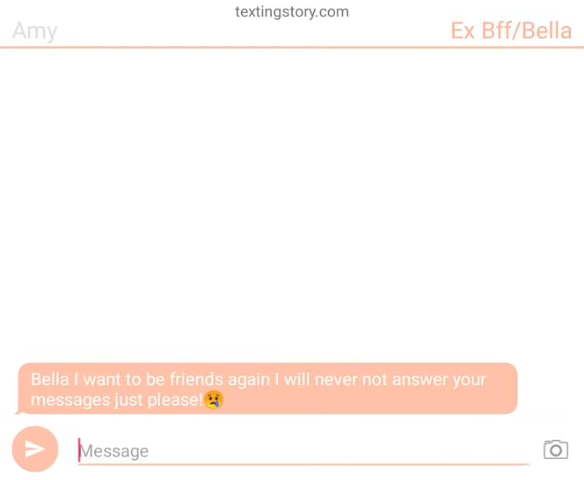 textingstory.com
Amy
Ex Bff/Bella
Bella I want to be friends again I will never not answer your
messages just please!😢
Message